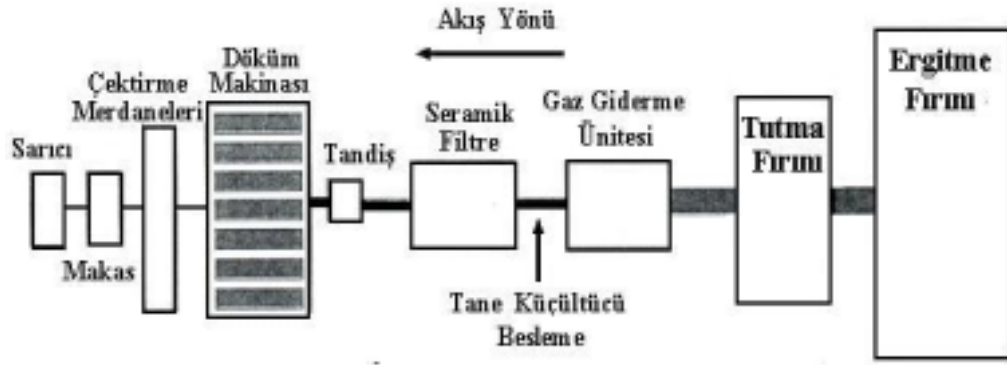 Akış Yönü
Döküm
Makinası
Çektirme
Merdaneleri
Sarıcı
Makas
Tandiş
Seramik
Filtre
Gaz Giderme
Ünitesi
Tutma
Fırını
Ergitme
Fırını
Tane Küçültücü
Besleme